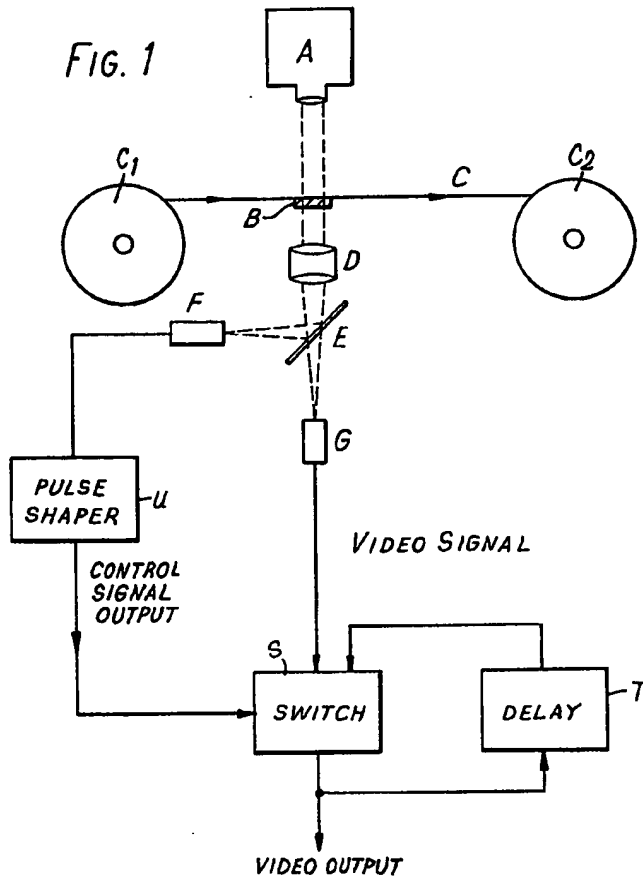 FIG. 1
A
C1
C
C2
B
D
F
E
G
PULSE
SHAPER
u
VIDEO SIGNAL
CONTROL
SIGNAL
OUTPUT
S
SWITCH
DELAY
T
VIDEO OUTPUT